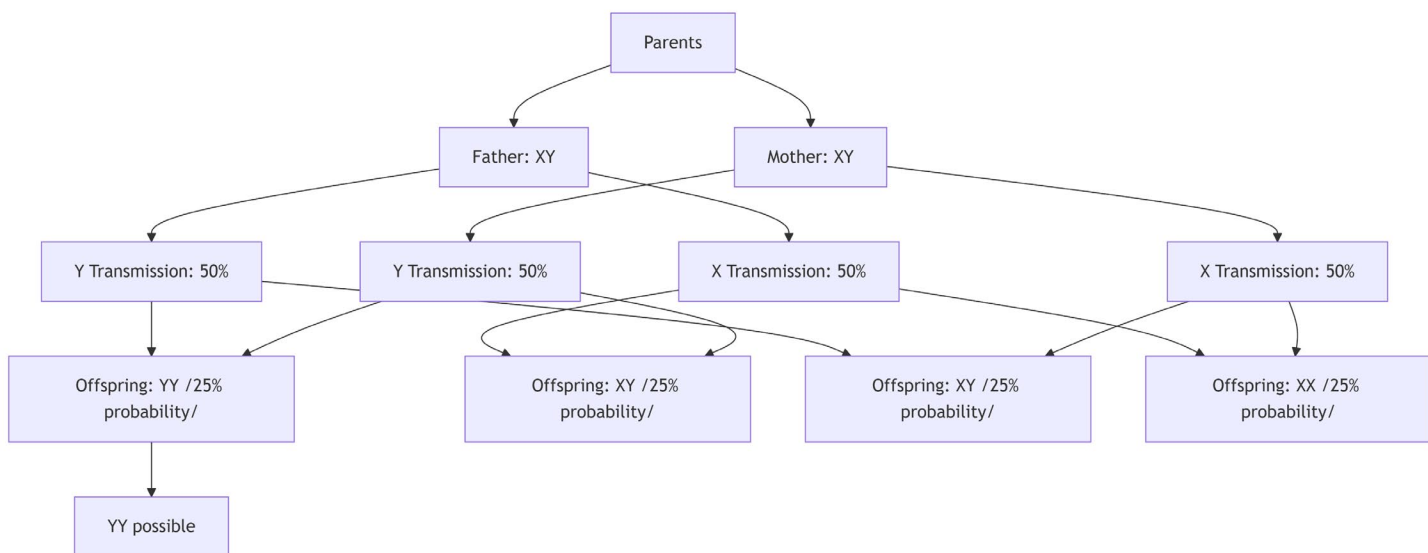 Parents
Father: XY
Mother: XY
Y Transmission: 50%
Y Transmission: 50%
X Transmission: 50%
X Transmission: 50%
Offspring: YY /25%
probability/
Offspring: XY /25%
probability/
Offspring: XY /25%
probability/
Offspring: XX /25%
probability/
YY possible